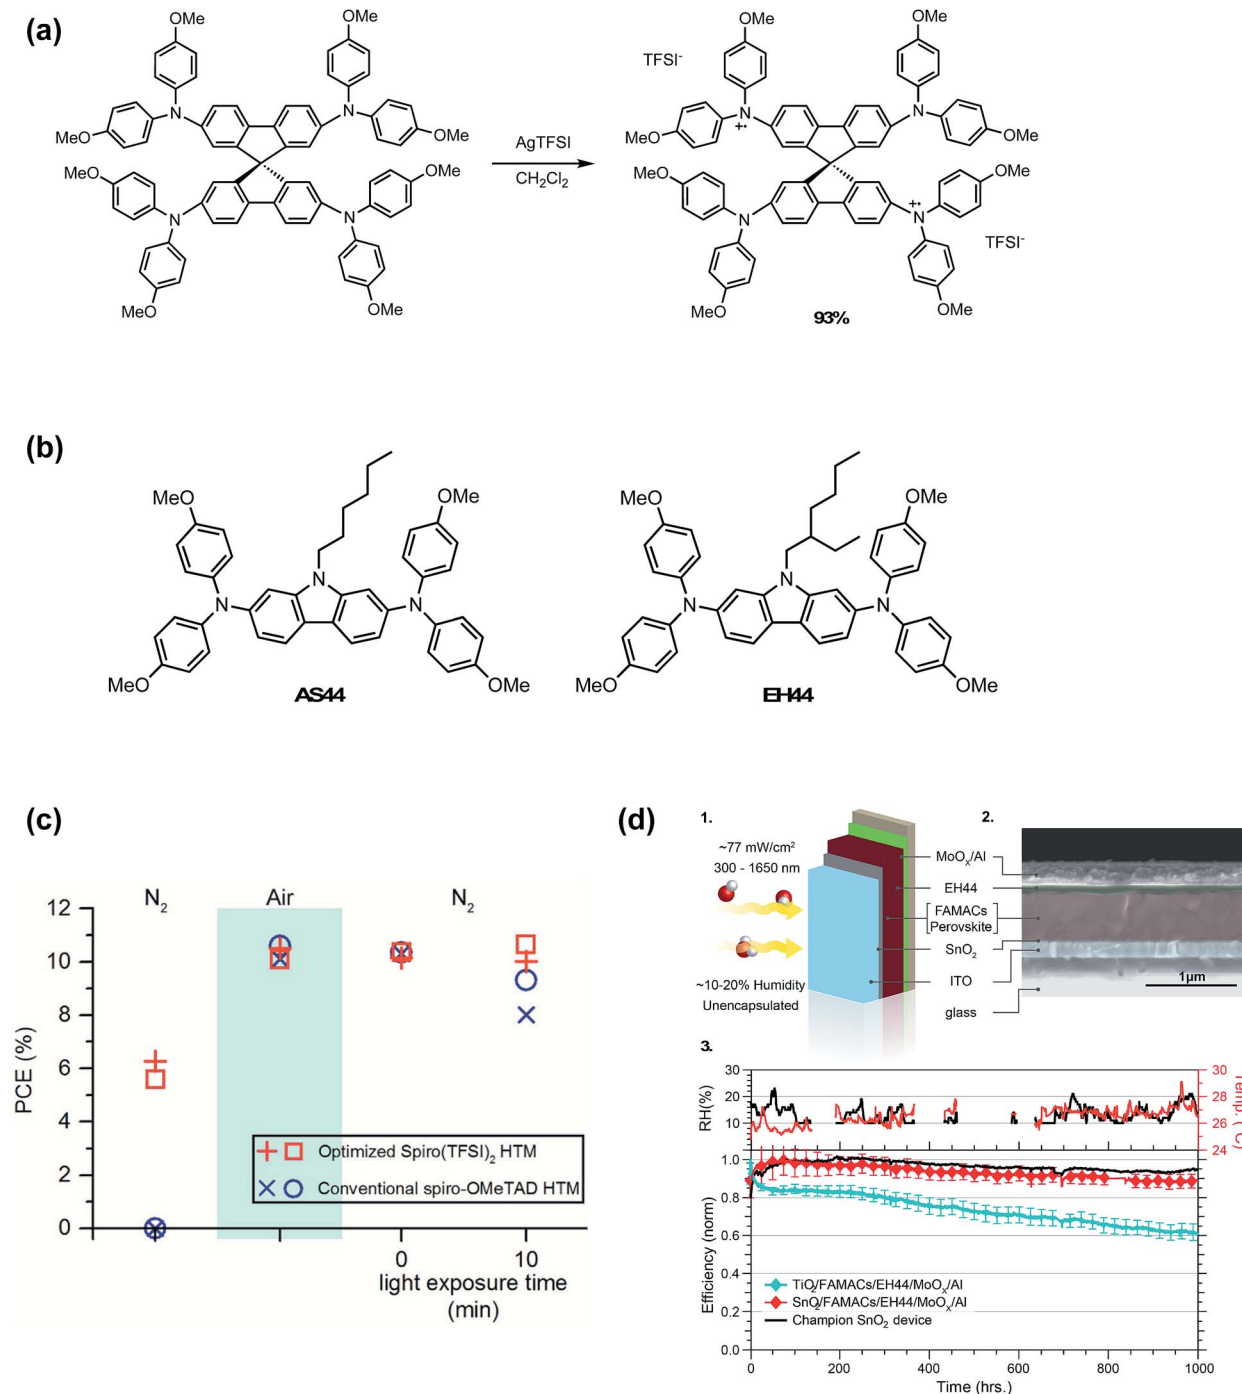 (a)
OMe
OMe
OMe
OMe
TFSI⁻
N
N
MeO
OMe
AgTFSI
CH₂Cl₂
MeO
N
+•
N
OMe
MeO
OMe
MeO
OMe
N
N
N
+•
N
TFSI⁻
MeO
OMe
MeO
OMe
93%
(b)
MeO
OMe
MeO
OMe
N
N
N
N
N
N
MeO
OMe
MeO
OMe
AS44
EH44
(c)
N₂
Air
N₂
12
10
8
6
4
2
0
PCE (%)
Optimized Spiro(TFSI)₂ HTM
Conventional spiro-OMeTAD HTM
0
10
light exposure time
(min)
(d)
1.
2.
~77 mW/cm²
300 - 1650 nm
~10-20% Humidity
Unencapsulated
MoOₓ/Al
EH44
FAMACs
Perovskite
SnO₂
ITO
glass
1μm
3.
30
20
10
RH(%)
30
28
26
24
1.0
0.8
0.6
0.4
0.2
0.0
Efficiency (norm)
TiO₂/FAMACs/EH44/MoOₓ/Al
SnO₂/FAMACs/EH44/MoOₓ/Al
Champion SnO₂ device
0
200
400
600
800
1000
Time (hrs.)